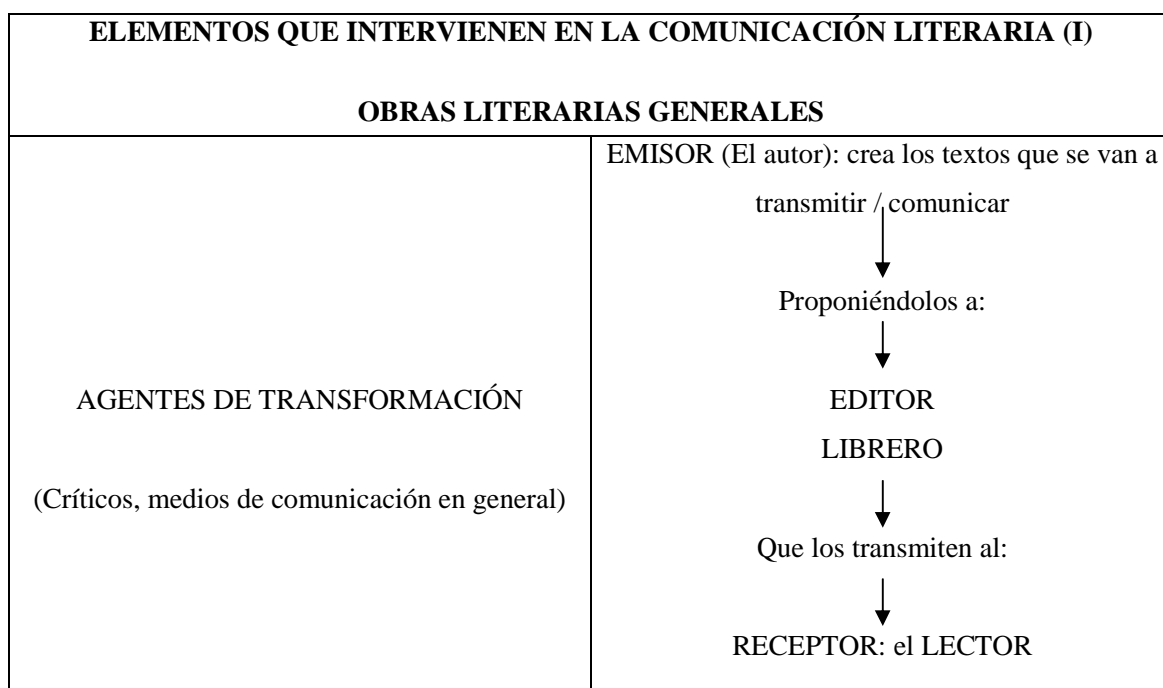 ELEMENTOS QUE INTERVIENEN EN LA COMUNICACIÓN LITERARIA (I)
OBRAS LITERARIAS GENERALES
AGENTES DE TRANSFORMACIÓN
(Críticos, medios de comunicación en general)
EMISOR (El autor): crea los textos que se van a
transmitir / comunicar
Proponiéndolos a:
EDITOR
LIBRERO
Que los transmiten al:
RECEPTOR: el LECTOR